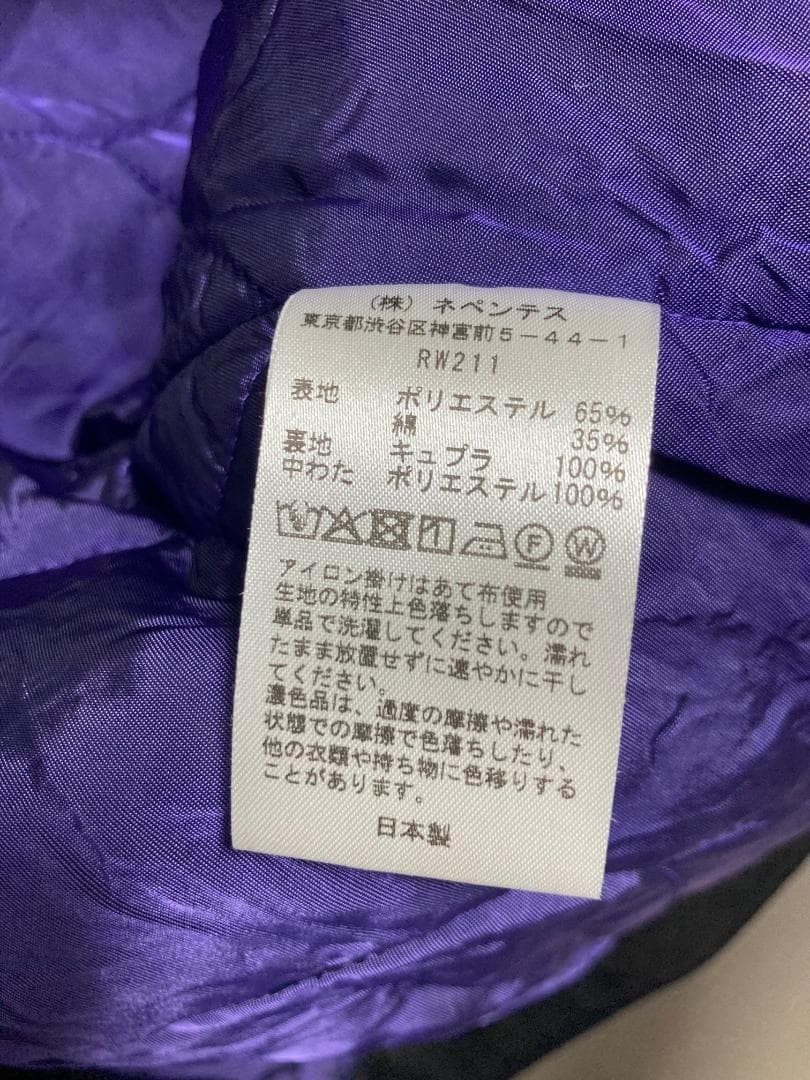 (株) ネペンテス
東京都渋谷区神宮前5-44-1
RW211
表地 ポリエステル 65%
綿 35%
裏地 キュプラ 100%
中わた ポリエステル 100%
F W
アイロン掛けはあて布使用
生地の特性上色落ちしますので
単品で洗濯してください。濡れ
たまま放置せずに速やかに干し
てください。
濃色品は、過度の摩擦や濡れた
状態での摩擦で色落ちしたり、
他の衣類や持ち物に色移りする
ことがあります。
日本製